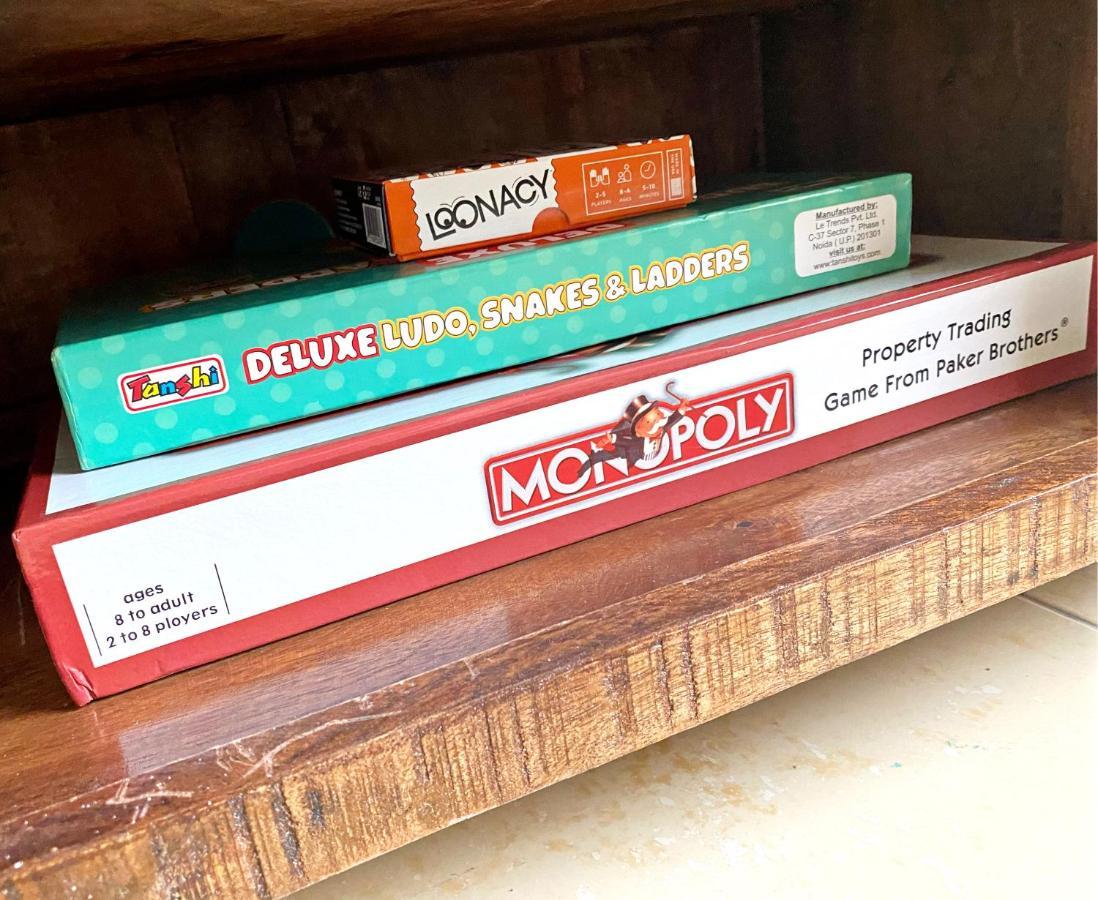 LOONACY
2-5
PLAYERS
8-A
AGES
5-10
MINUTES
Tanshi
DELUXE LUDO, SNAKES & LADDERS
Manufactured by:
Le Trends Pvt. Ltd.
C-37 Sector 7, Phase 1
Noida ( U.P.) 201301
visit us at:
www.tanshitoys.com
MONOPOLY
Property Trading
Game From Paker Brothers®
ages
8 to adult
2 to 8 ployers